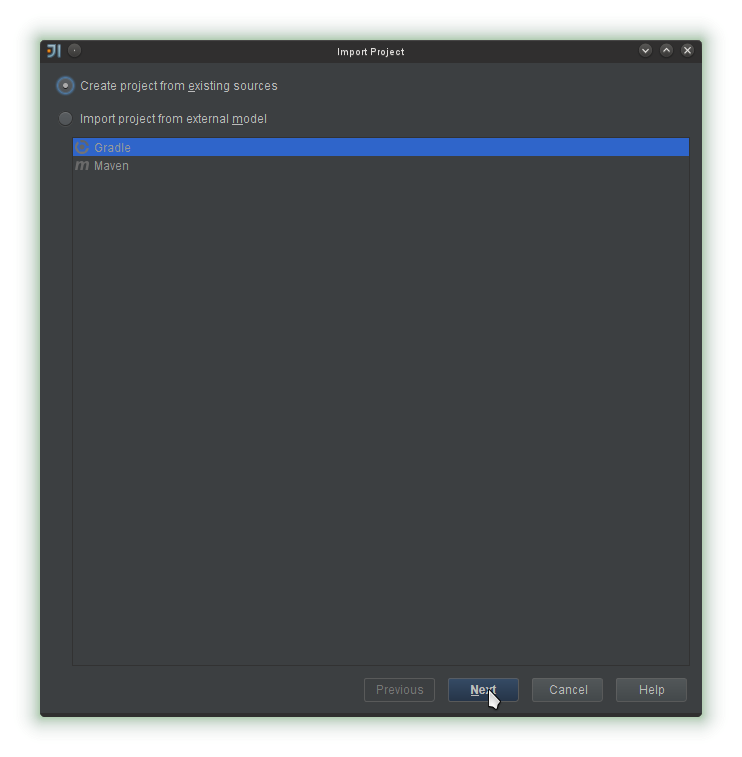 Import Project
Create project from existing sources
Import project from external model
Gradle
m Maven
Previous Next Cancel Help